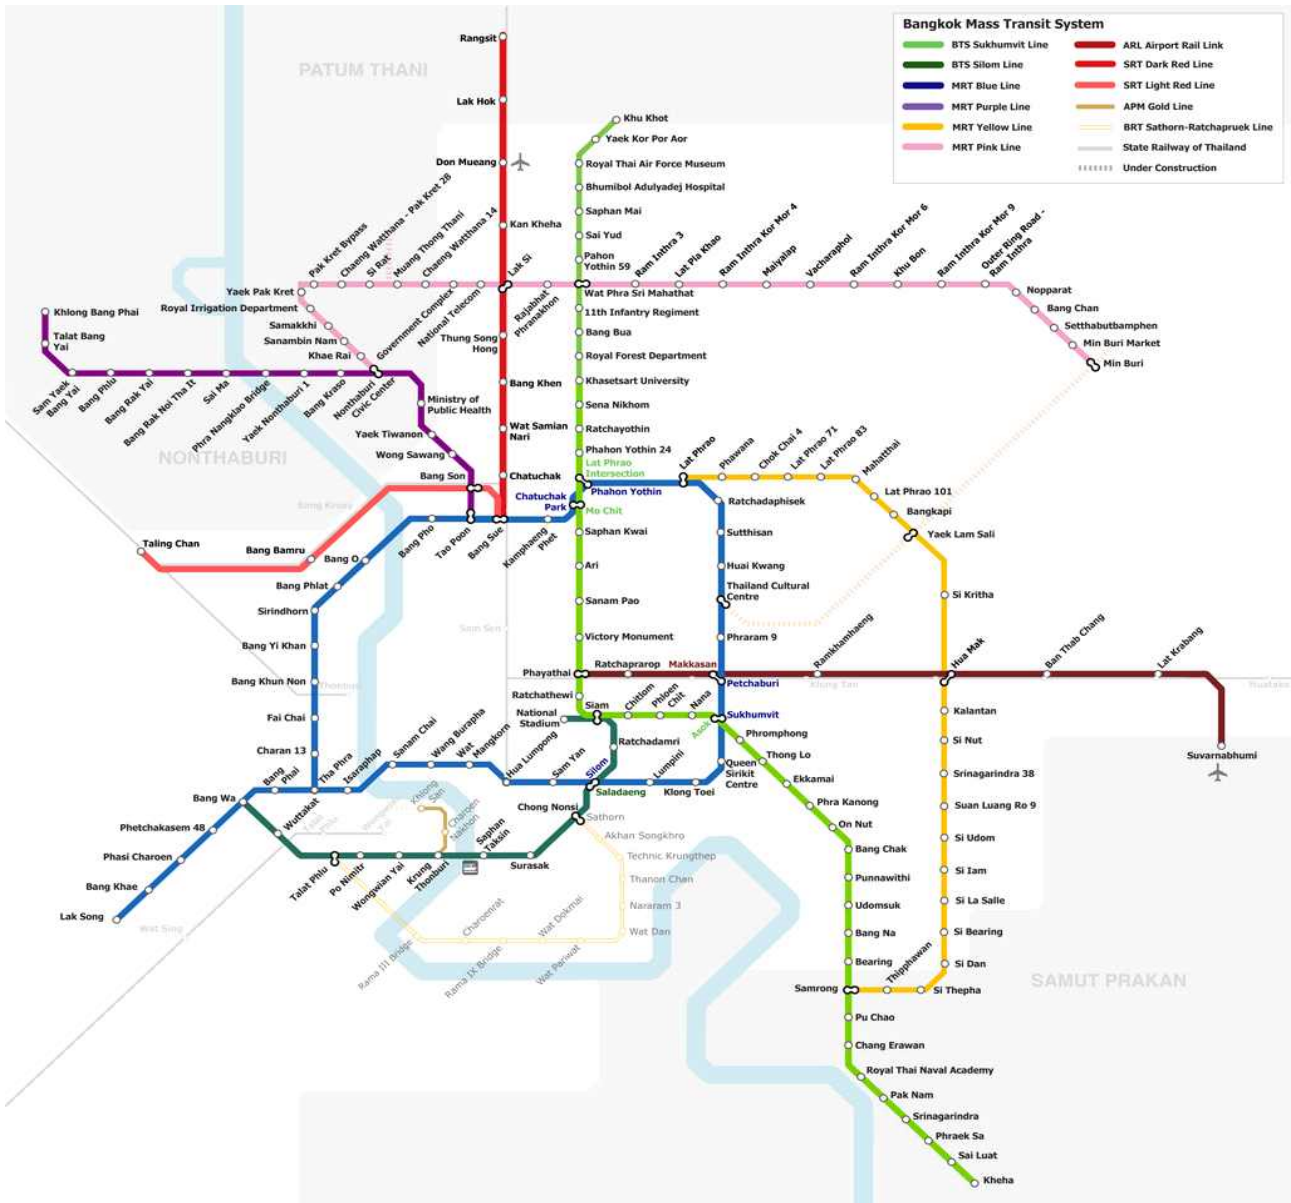 Bangkok Mass Transit System
BTS Sukhumvit Line
BTS Silom Line
MRT Blue Line
MRT Purple Line
MRT Yellow Line
MRT Pink Line
ARL Airport Rail Link
SRT Dark Red Line
SRT Light Red Line
APM Gold Line
BRT Sathorn-Ratchapruek Line
State Railway of Thailand
Under Construction
PATUM THANI
NONTHABURI
SAMUT PRAKAN
Rangsit
Lak Hok
Don Mueang
Kan Kheha
Lak Si
Thung Song
Hong
Bang Khen
Wat Samian
Nari
Chatuchak
Bang Sue
Khu Khot
Yaek Kor Por Aor
Royal Thai Air Force Museum
Bhumibol Adulyadej Hospital
Saphan Mai
Sai Yud
Pahon
Yothin 59
Wat Phra Sri Mahathat
11th Infantry Regiment
Bang Bua
Royal Forest Department
Khasetsart University
Sena Nikhom
Ratchayothin
Phahon Yothin 24
Lat Phrao
Intersection
Phahon Yothin
Chatuchak
Park
Mo Chit
Saphan Kwai
Ari
Sanam Pao
Victory Monument
Phayathai
Ratchathewi
Siam
Chitlom
Phloen
Chit
Nana
Asok
Sukhumvit
Phromphong
Thong Lo
Ekkamai
Phra Kanong
On Nut
Bang Chak
Punnawithi
Udomsuk
Bang Na
Bearing
Samrong
Pu Chao
Chang Erawan
Royal Thai Naval Academy
Pak Nam
Srinagarindra
Phraek Sa
Sai Luat
Kheha
Pak Kret Bypass
Chaeng Watthana - Pak Kret 28
Si Rat
Muang Thong Thani
Chaeng Watthana 14
Government Complex
National Telecom
Rajabhat
Phranakhon
Ram Inthra 3
Lat Pla Khao
Ram Inthra Kor Mor 4
Maiyalap
Vacharaphol
Ram Inthra Kor Mor 6
Khu Bon
Ram Inthra Kor Mor 9
Outer Ring Road -
Ram Inthra
Nopparat
Bang Chan
Setthabutbamphen
Min Buri Market
Min Buri
Yaek Pak Kret
Royal Irrigation Department
Samakkhi
Sanambin Nam
Khae Rai
Nonthaburi
Civic Center
Khlong Bang Phai
Talat Bang
Yai
Sam Yaek
Bang Yai
Bang Phlu
Bang Rak Yai
Bang Rak Noi Tha It
Sai Ma
Phra Nangklao Bridge
Yaek Nonthaburi 1
Bang Kraso
Ministry of
Public Health
Yaek Tiwanon
Wong Sawang
Bang Son
Tao Poon
Taling Chan
Bang Bamru
Bang O
Bang Pho
Kamphaeng
Phet
Bang Phlat
Sirindhorn
Bang Yi Khan
Bang Khun Non
Fai Chai
Charan 13
Tha Phra
Bang
Phai
Bang Wa
Phetchakasem 48
Phasi Charoen
Bang Khae
Lak Song
Isaraphap
Sanam Chai
Wang Burapha
Wat
Mangkorn
Hua Lumpong
Sam Yan
Silom
Lumpini
Klong Toei
Queen
Sirikit
Centre
Petchaburi
Phraram 9
Thailand Cultural
Centre
Huai Kwang
Sutthisan
Ratchadaphisek
Lat Phrao
Phawana
Chok Chai 4
Lat Phrao 71
Lat Phrao 83
Mahatthai
Lat Phrao 101
Bangkapi
Yaek Lam Sali
Si Kritha
Hua Mak
Kalantan
Si Nut
Srinagarindra 38
Suan Luang Ro 9
Si Udom
Si Iam
Si La Salle
Si Bearing
Si Dan
Si Thepha
Thipphawan
Ratchaprarop
Makkasan
Ramkhamhaeng
Ban Thab Chang
Lat Krabang
Suvarnabhumi
National
Stadium
Ratchadamri
Saladaeng
Chong Nonsi
Surasak
Saphan
Taksin
Krung
Thonburi
Wongwian Yai
Po Nimitr
Talat Phlu
Wuttakat
Khlong
San
Charoen
Nakhon
Sathorn
Akhan Songkhro
Technic Krungthep
Thanon Chan
Nararam 3
Wat Dan
Wat Pariwat
Wat Dokmai
Rama IX Bridge
Charoenrat
Rama III Bridge
Sam Sen
Thonburi
Talat
Phlu
Wat Sing
Klong Tan